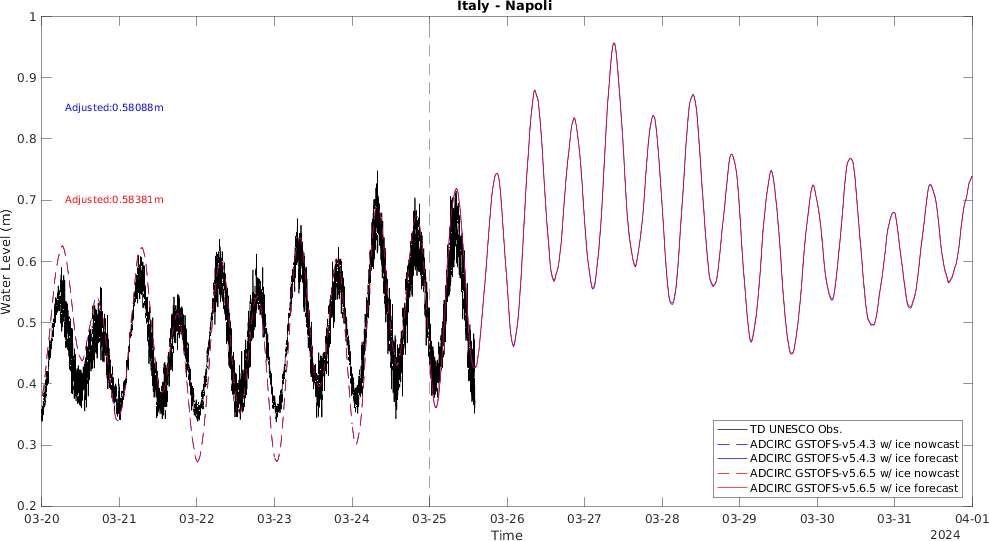 Italy - Napoli
1
0.9
0.8
0.7
0.6
0.5
0.4
0.3
0.2
Water Level (m)
Adjusted:0.58088m
Adjusted:0.58381m
TD UNESCO Obs.
ADCIRC GSTOFS-v5.4.3 w/ ice nowcast
ADCIRC GSTOFS-v5.4.3 w/ ice forecast
ADCIRC GSTOFS-v5.6.5 w/ ice nowcast
ADCIRC GSTOFS-v5.6.5 w/ ice forecast
03-20 03-21 03-22 03-23 03-24 03-25 03-26 03-27 03-28 03-29 03-30 03-31 04-01
Time
2024